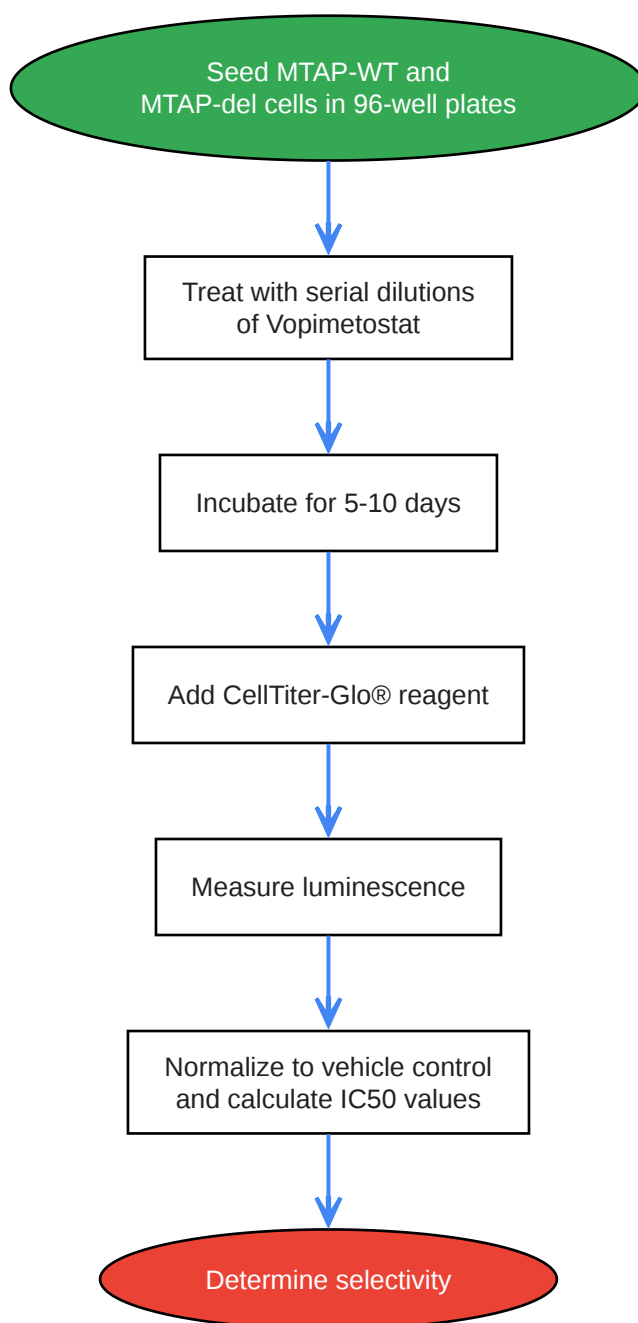 Seed MTAP-WT and
MTAP-del cells in 96-well plates
Treat with serial dilutions
of Vopimetostat
Incubate for 5-10 days
Add CellTiter-Glo® reagent
Measure luminescence
Normalize to vehicle control
and calculate IC50 values
Determine selectivity